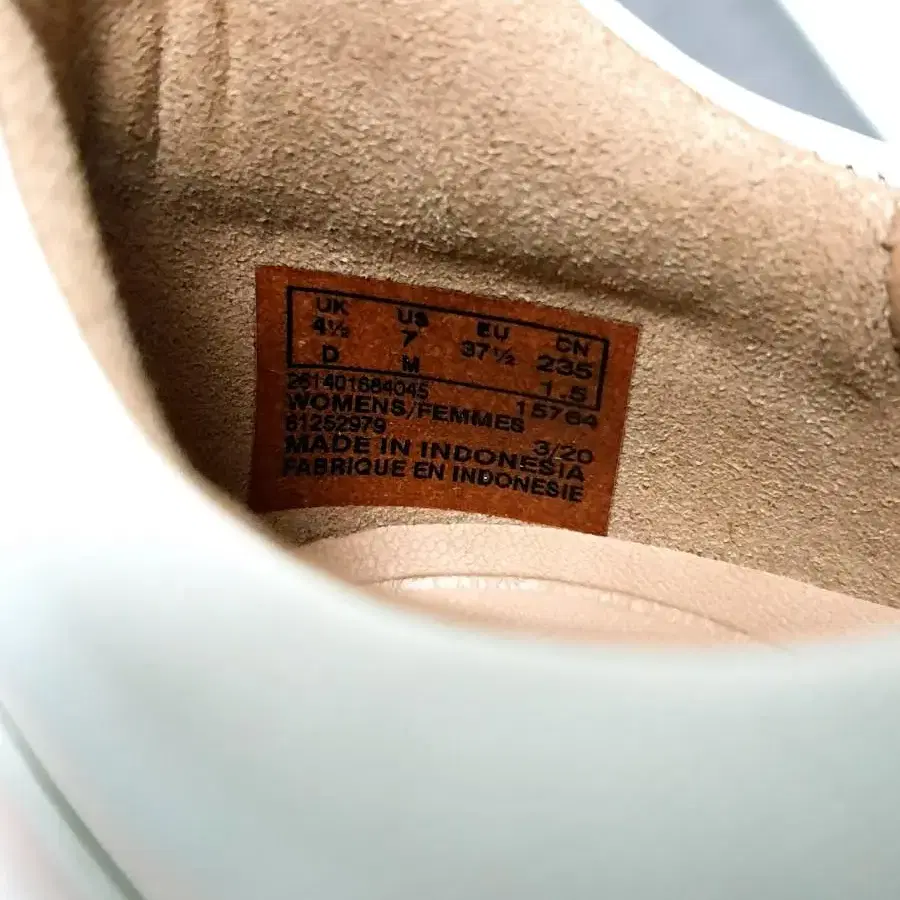 UK US EU CN
4½ 7 37½ 235
D M 1.5
261401684045 15764
WOMENS/FEMMES
61252979 3/20
MADE IN INDONESIA
FABRIQUE EN INDONESIE